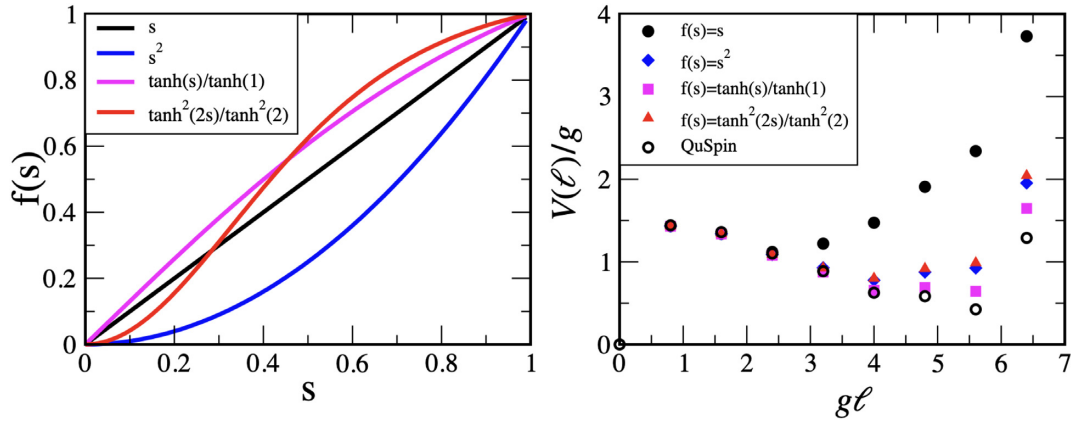 f(s)
1
0.8
0.6
0.4
0.2
0
s
s²
tanh(s)/tanh(1)
tanh²(2s)/tanh²(2)
0 0.2 0.4 0.6 0.8 1
s
V(ℓ)/g
4
3
2
1
0
f(s)=s
f(s)=s²
f(s)=tanh(s)/tanh(1)
f(s)=tanh²(2s)/tanh²(2)
QuSpin
0 1 2 3 4 5 6 7
gℓ